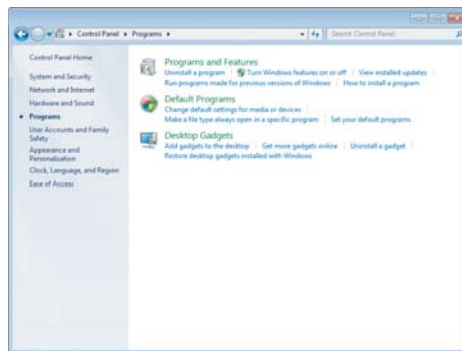 Control Panel ▸ Programs ▸
Search Control Panel
Control Panel Home
System and Security
Network and Internet
Hardware and Sound
Programs
User Accounts and Family
Safety
Appearance and
Personalization
Clock, Language, and Region
Ease of Access
Programs and Features
Uninstall a program | Turn Windows features on or off | View installed updates
Run programs made for previous versions of Windows | How to install a program
Default Programs
Change default settings for media or devices
Make a file type always open in a specific program | Set your default programs
Desktop Gadgets
Add gadgets to the desktop | Get more gadgets online | Uninstall a gadget
Restore desktop gadgets installed with Windows